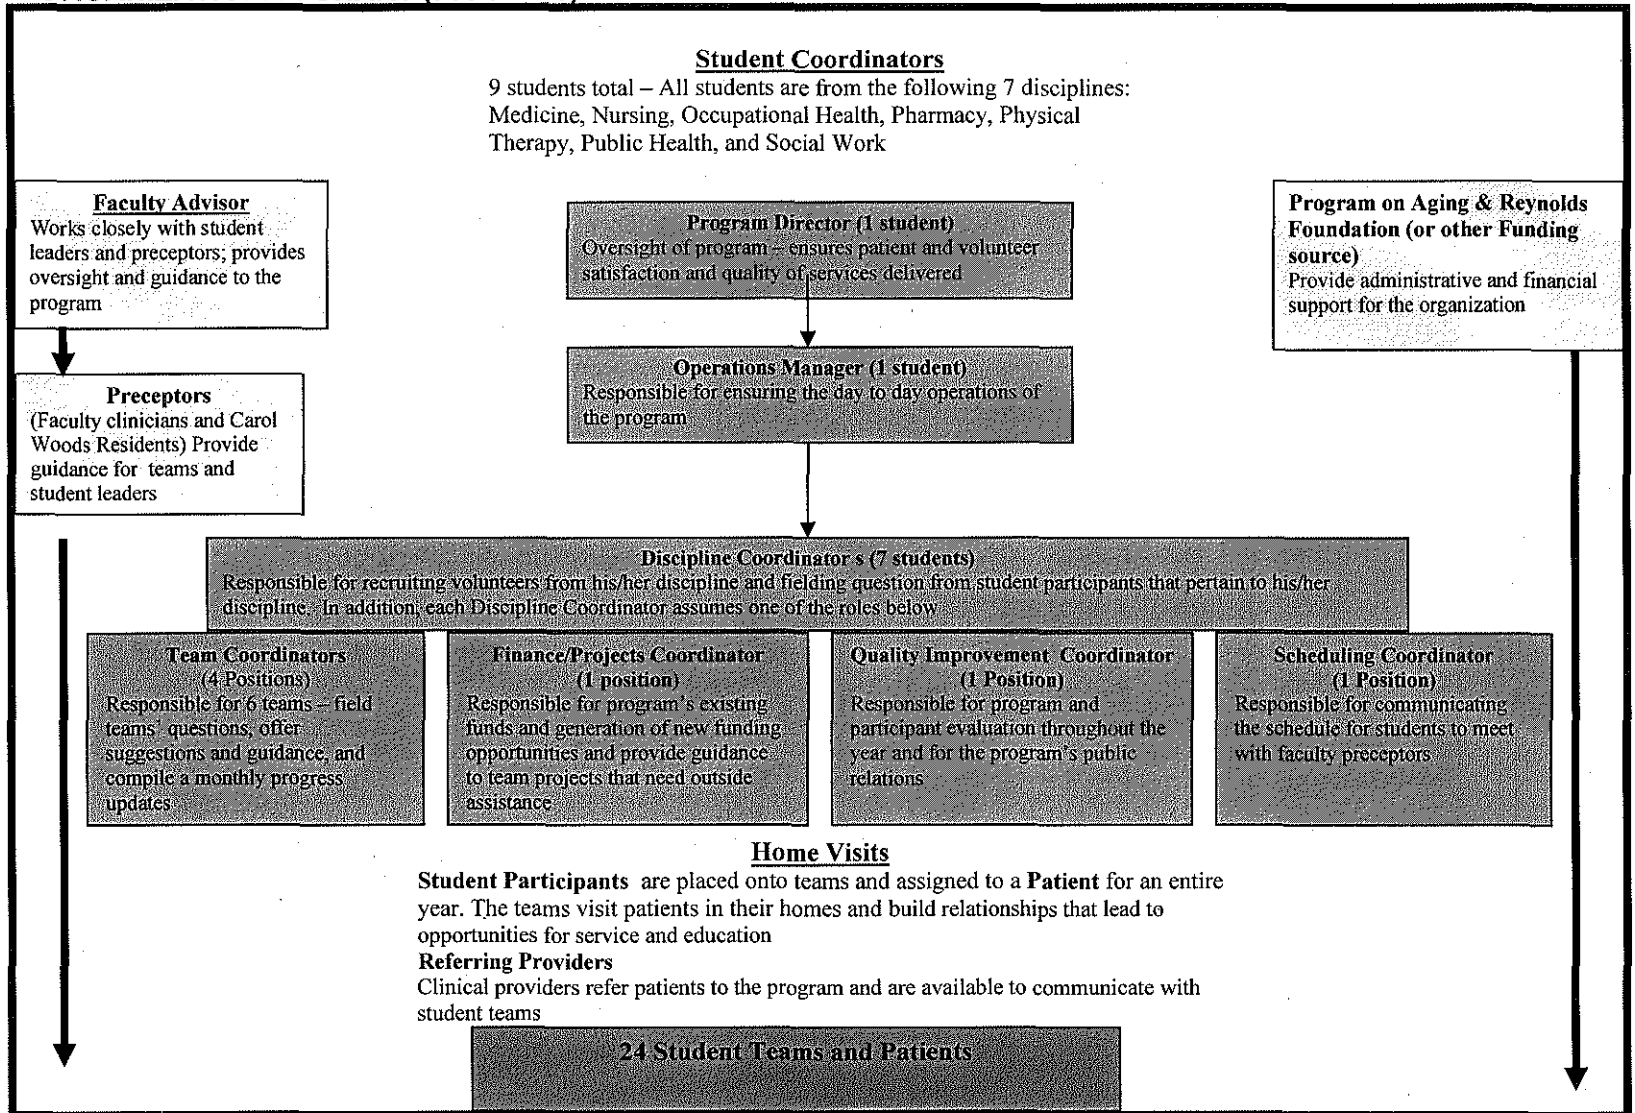 Student Coordinators
9 students total – All students are from the following 7 disciplines:
Medicine, Nursing, Occupational Health, Pharmacy, Physical
Therapy, Public Health, and Social Work
Faculty Advisor
Works closely with student
leaders and preceptors; provides
oversight and guidance to the
program
Program Director (1 student)
Oversight of program – ensures patient and volunteer
satisfaction and quality of services delivered
Program on Aging & Reynolds
Foundation (or other Funding
source)
Provide administrative and financial
support for the organization
Preceptors
(Faculty clinicians and Carol
Woods Residents) Provide
guidance for teams and
student leaders
Operations Manager (1 student)
Responsible for ensuring the day to day operations of
the program
Discipline Coordinator s (7 students)
Responsible for recruiting volunteers from his/her discipline and fielding question from student participants that pertain to his/her
discipline. In addition, each Discipline Coordinator assumes one of the roles below
Team Coordinators
(4 Positions)
Responsible for 6 teams – field
teams' questions, offer
suggestions and guidance, and
compile a monthly progress
updates
Finance/Projects Coordinator
(1 position)
Responsible for program's existing
funds and generation of new funding
opportunities and provide guidance
to team projects that need outside
assistance
Quality Improvement Coordinator
(1 Position)
Responsible for program and
participant evaluation throughout the
year and for the program's public
relations
Scheduling Coordinator
(1 Position)
Responsible for communicating
the schedule for students to meet
with faculty preceptors
Home Visits
Student Participants are placed onto teams and assigned to a Patient for an entire
year. The teams visit patients in their homes and build relationships that lead to
opportunities for service and education
Referring Providers
Clinical providers refer patients to the program and are available to communicate with
student teams
24 Student Teams and Patients